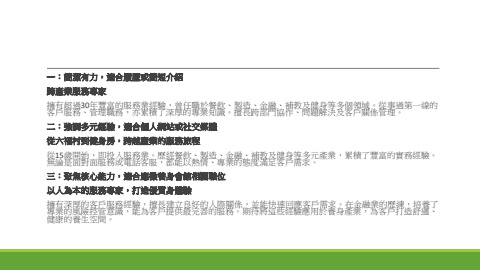 一：簡潔有力，適合履歷或簡短介紹
跨產業服務專家
擁有超過30年豐富的服務業經驗，曾任職於餐飲、製造、金融、補教及健身等多個領域。從事過第一線的
客戶服務、管理職務，亦累積了深厚的專業知識。擅長跨部門協作、問題解決及客戶關係管理。
二：強調多元經驗，適合個人網站或社交媒體
從六福村到健身房，跨越產業的服務旅程
從15歲開始，即投入服務業。歷經餐飲、製造、金融、補教及健身等多元產業，累積了豐富的實務經驗。
無論是面對面服務或電話客服，都能以熱情、專業的態度滿足客戶需求。
三：聚焦核心能力，適合應徵養身會館相關職位
以人為本的服務專家，打造優質身體驗
擁有深厚的客戶服務經驗，擅長建立良好的人際關係，並能快速回應客戶需求。在金融業的歷練，培養了
專業的風險控管意識，能為客戶提供最完善的服務。期待將這些經驗應用於養身產業，為客戶打造舒適、
健康的養生空間。